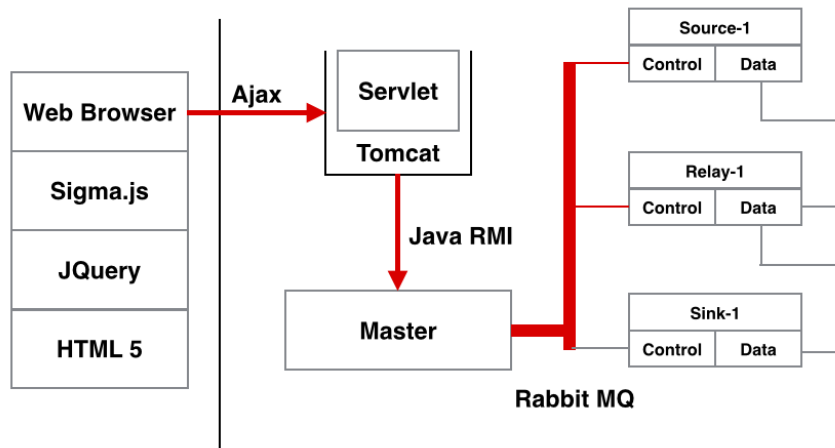 Web Browser
Sigma.js
JQuery
HTML 5
Ajax
Servlet
Tomcat
Java RMI
Master
Rabbit MQ
Source-1
Control Data
Relay-1
Control Data
Sink-1
Control Data